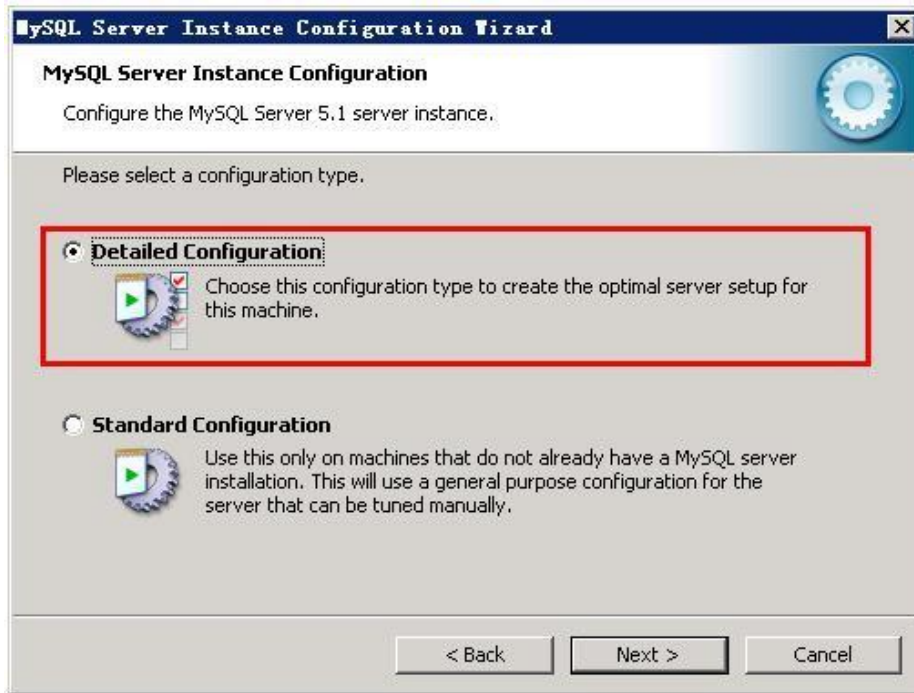 MySQL Server Instance Configuration Wizard
MySQL Server Instance Configuration
Configure the MySQL Server 5.1 server instance.
Please select a configuration type.
Detailed Configuration
Choose this configuration type to create the optimal server setup for
this machine.
Standard Configuration
Use this only on machines that do not already have a MySQL server
installation. This will use a general purpose configuration for the
server that can be tuned manually.
< Back
Next >
Cancel